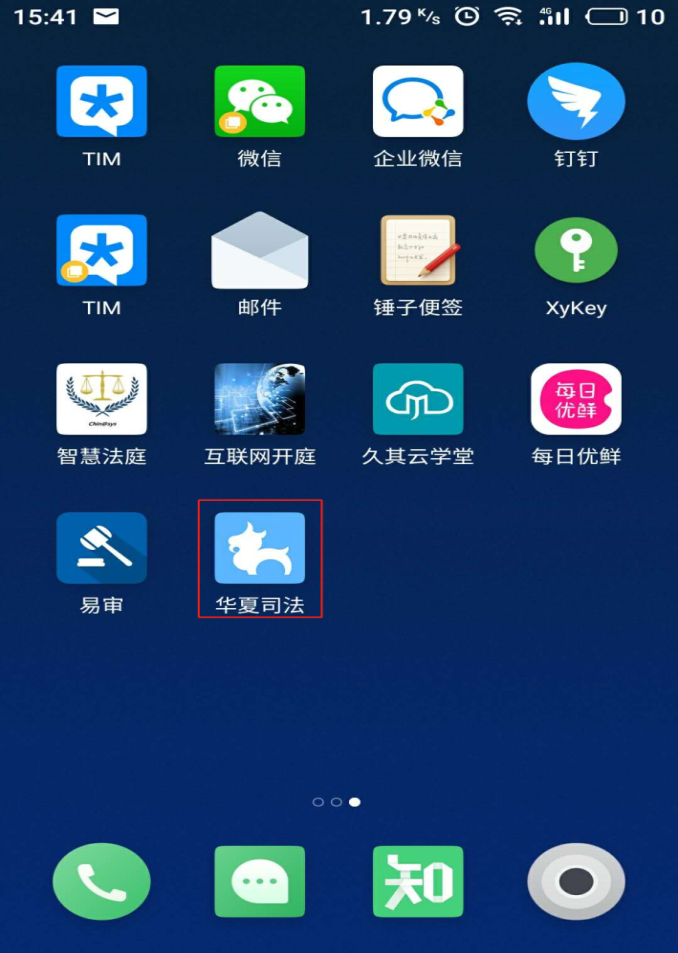 15:41 1.79 K/s 4G 10
TIM 微信 企业微信 钉钉
TIM 邮件 锤子便签 XyKey
Chin@sys
每日
优鲜
智慧法庭 互联网开庭 久其云学堂 每日优鲜
易审 华夏司法
知